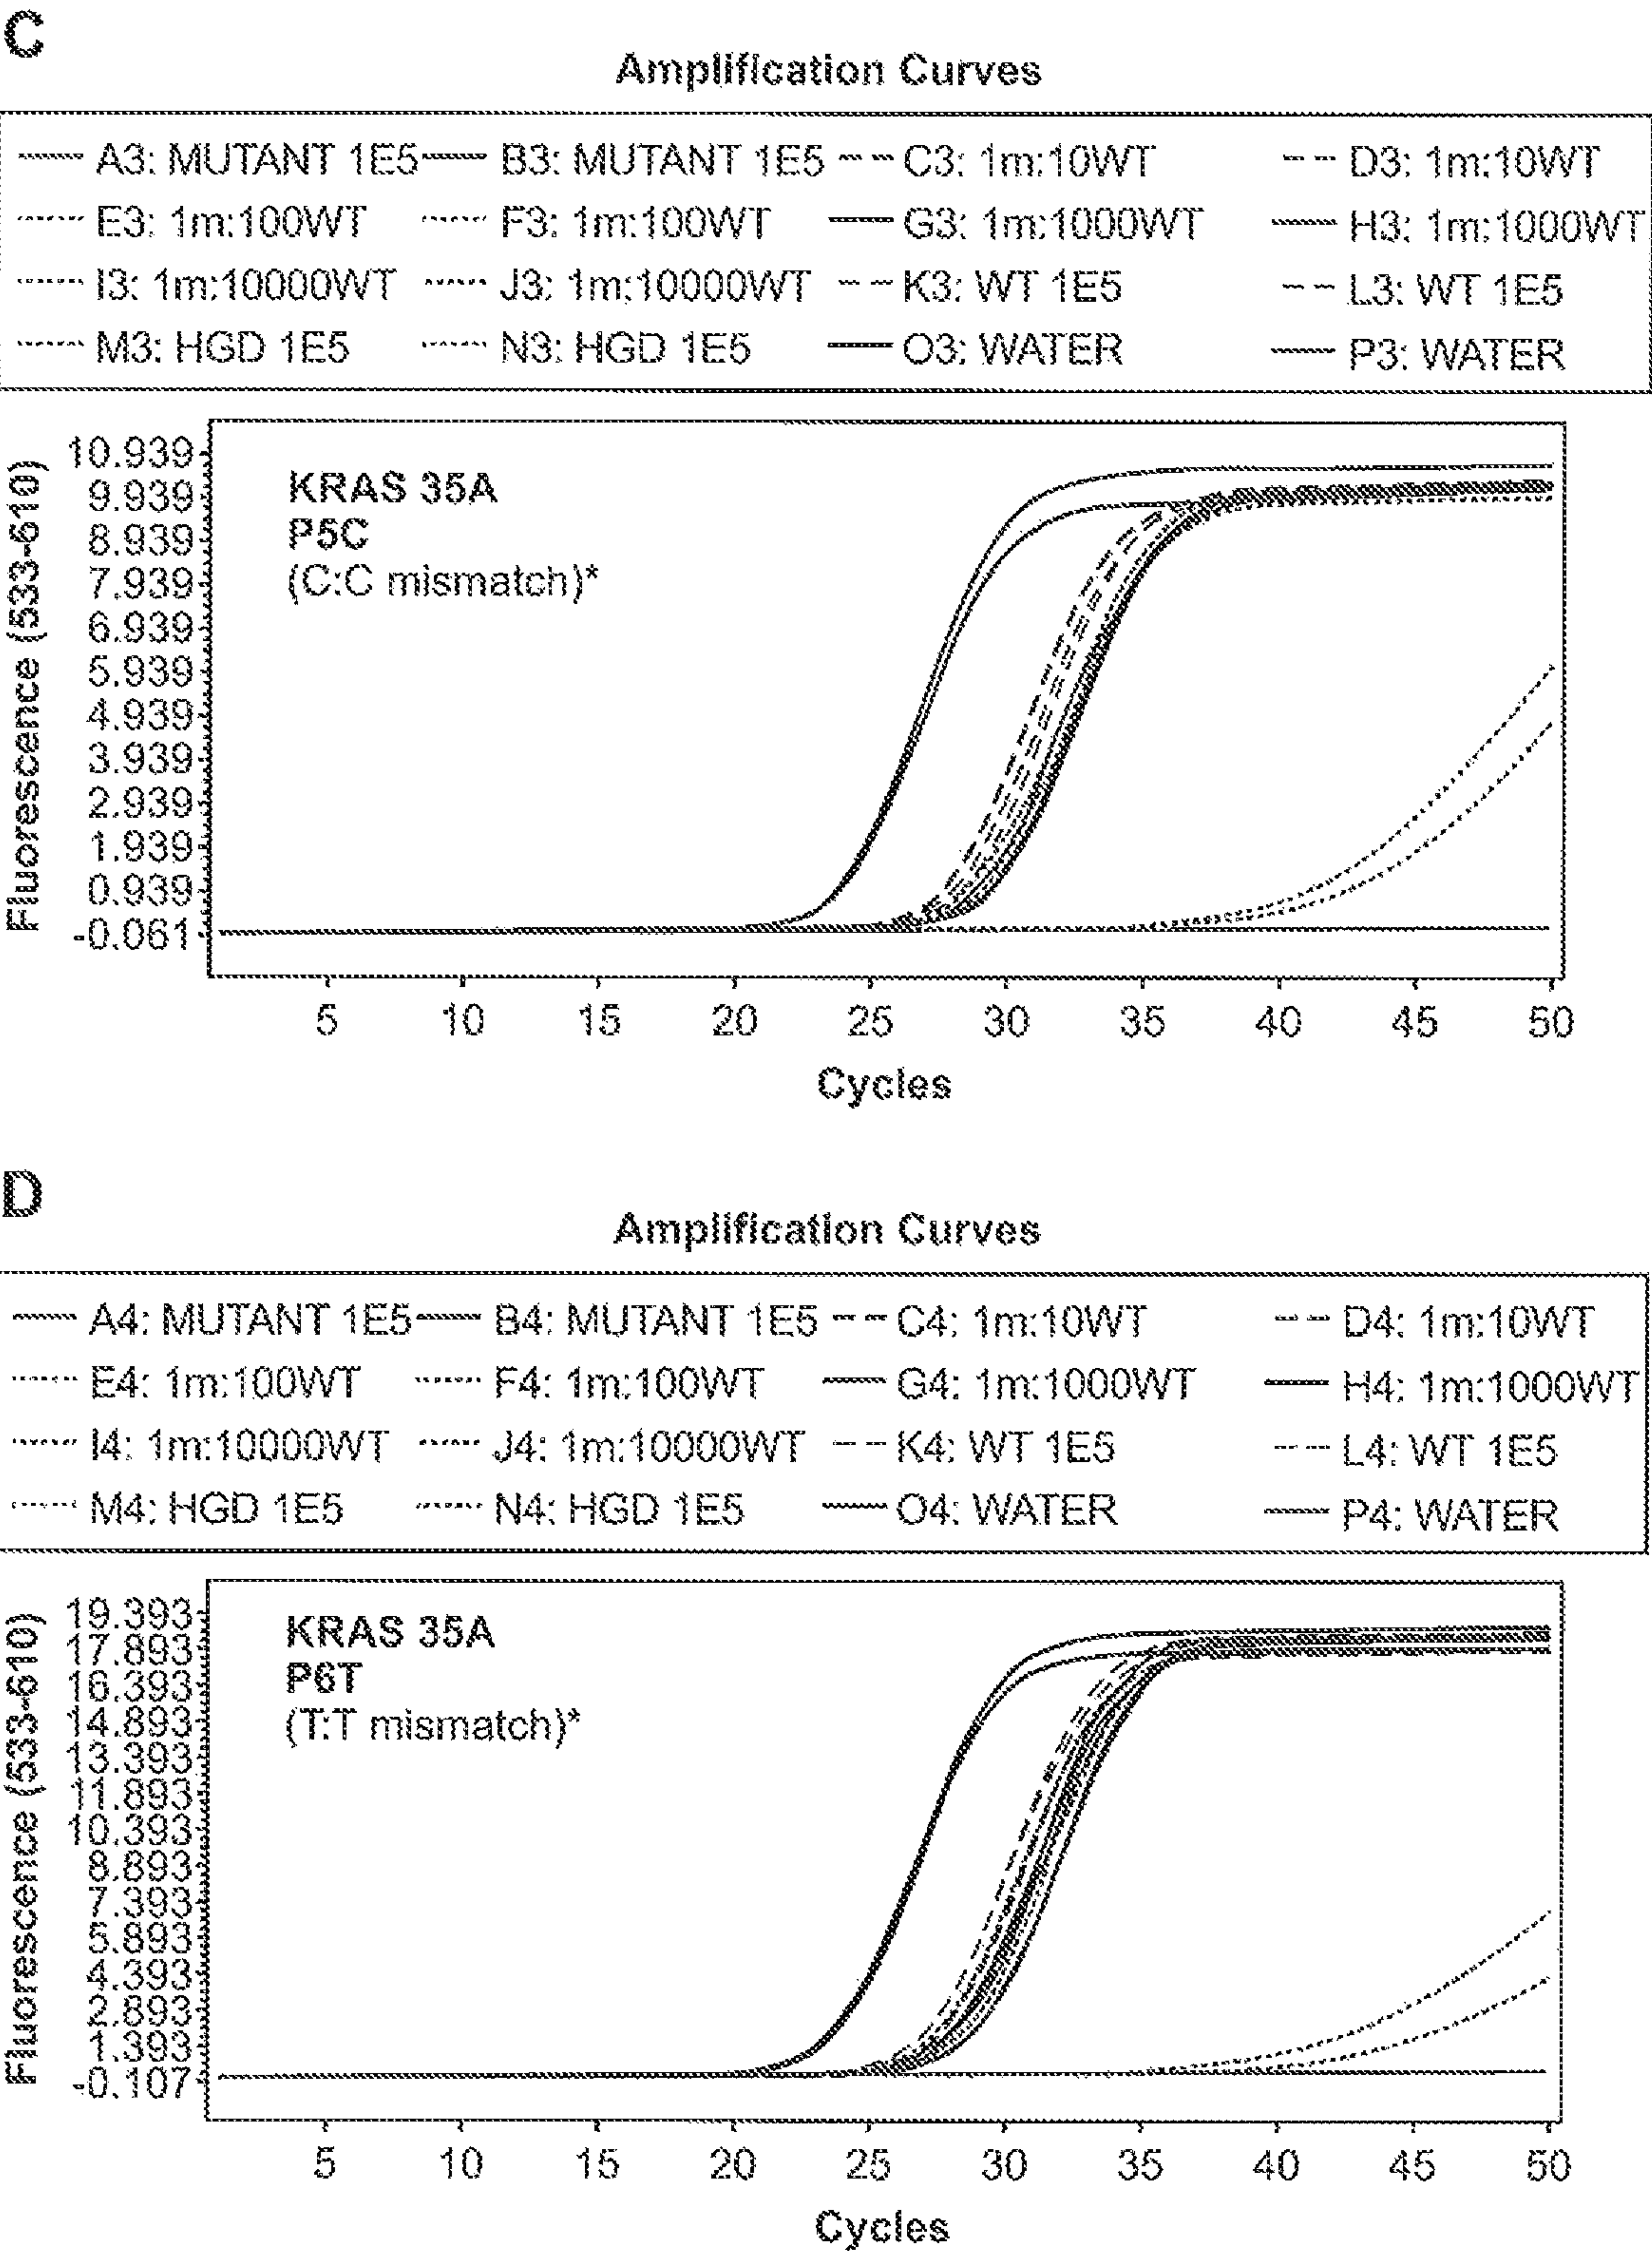 C
Amplification Curves
A3: MUTANT 1E5 B3: MUTANT 1E5 C3: 1m:10WT D3: 1m:10WT
E3: 1m:100WT F3: 1m:100WT G3: 1m:1000WT H3: 1m:1000WT
I3: 1m:10000WT J3: 1m:10000WT K3: WT 1E5 L3: WT 1E5
M3: HGD 1E5 N3: HGD 1E5 O3: WATER P3: WATER
Fluorescence (533-610)
10.939
9.939
8.939
7.939
6.939
5.939
4.939
3.939
2.939
1.939
0.939
-0.061
KRAS 35A
P5C
(C:C mismatch)*
5 10 15 20 25 30 35 40 45 50
Cycles
D
Amplification Curves
A4: MUTANT 1E5 B4: MUTANT 1E5 C4: 1m:10WT D4: 1m:10WT
E4: 1m:100WT F4: 1m:100WT G4: 1m:1000WT H4: 1m:1000WT
I4: 1m:10000WT J4: 1m:10000WT K4: WT 1E5 L4: WT 1E5
M4: HGD 1E5 N4: HGD 1E5 O4: WATER P4: WATER
Fluorescence (533-610)
19.393
17.893
16.393
14.893
13.393
11.893
10.393
8.893
7.393
5.893
4.393
2.893
1.393
-0.107
KRAS 35A
P6T
(T:T mismatch)*
5 10 15 20 25 30 35 40 45 50
Cycles